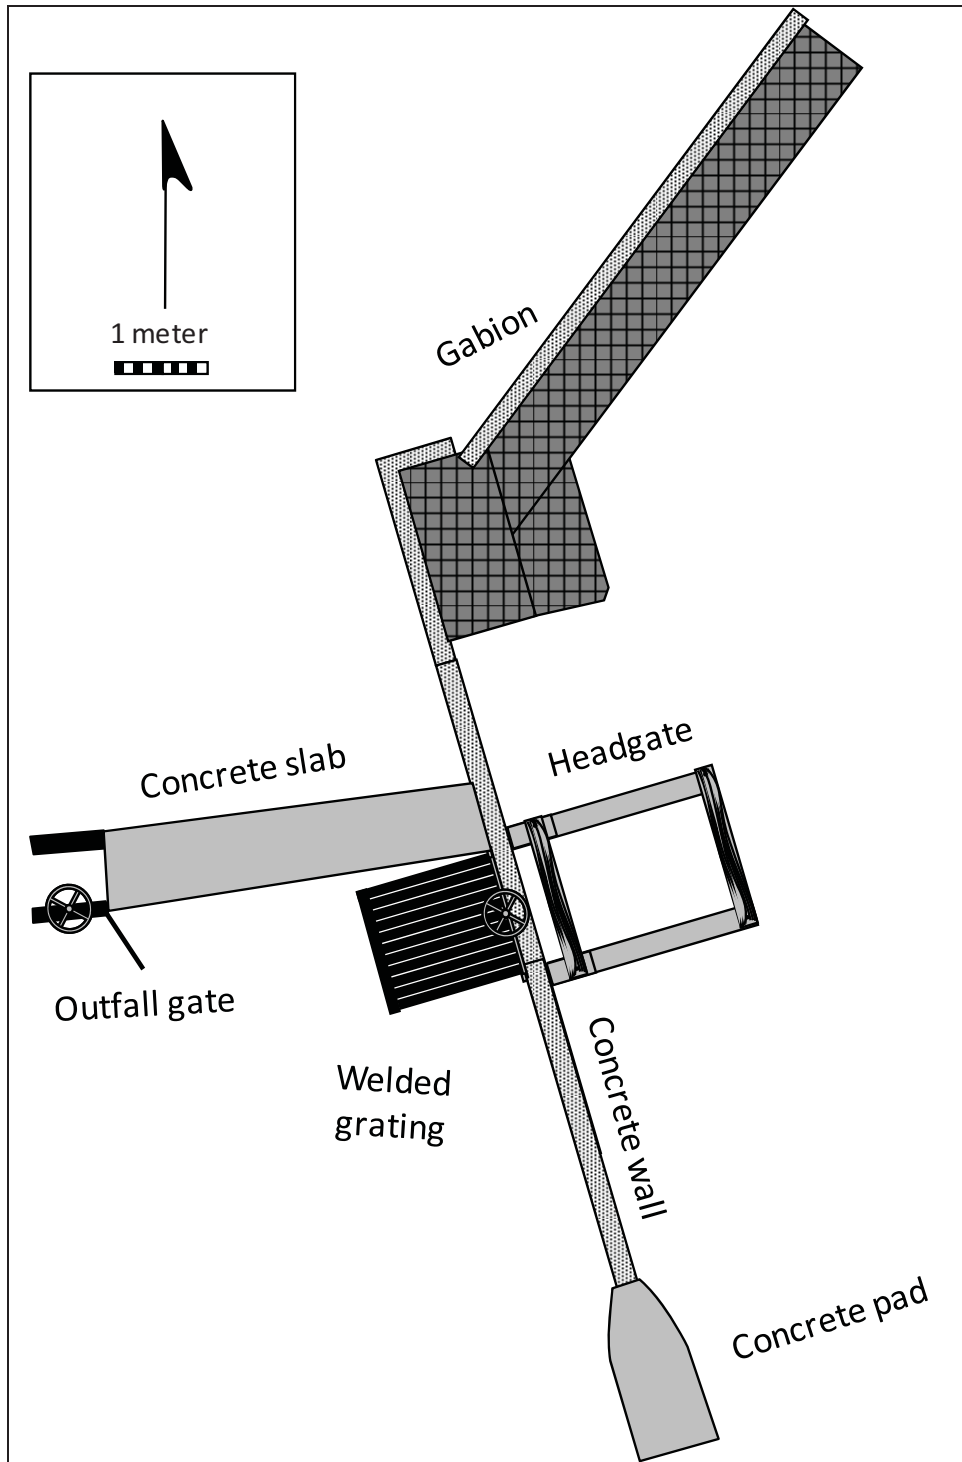 1 meter
Gabion
Concrete slab
Headgate
Outfall gate
Welded
grating
Concrete wall
Concrete pad